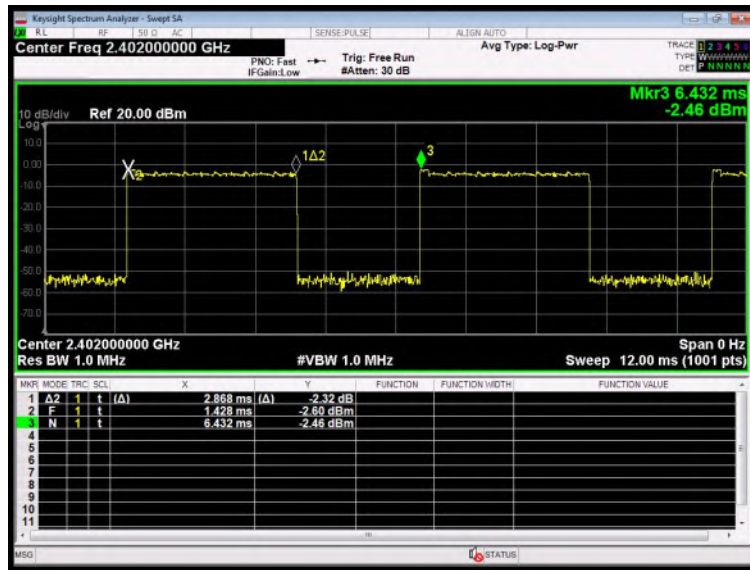 Keysight Spectrum Analyzer - Swept SA
RL RF 50 Ω AC SENSE:PULSE ALIGN AUTO
Center Freq 2.402000000 GHz
Avg Type: Log-Pwr
TRACE 1 2 3 4 5 6
PNO: Fast Trig: Free Run
TYPE
IFGain:Low #Atten: 30 dB
DET P N N N N N
Mkr3 6.432 ms
10 dB/div Ref 20.00 dBm -2.46 dBm
Log
10.0
0.00
-10.0
-20.0
-30.0
-40.0
-50.0
-60.0
-70.0
X2
1Δ2
3
Center 2.402000000 GHz Span 0 Hz
Res BW 1.0 MHz #VBW 1.0 MHz Sweep 12.00 ms (1001 pts)
MKR MODE TRC SCL X Y FUNCTION FUNCTION WIDTH FUNCTION VALUE
1 Δ2 1 t (Δ) 2.868 ms (Δ) -2.32 dB
2 F 1 t 1.428 ms -2.60 dBm
3 N 1 t 6.432 ms -2.46 dBm
4
5
6
7
8
9
10
11
MSG STATUS